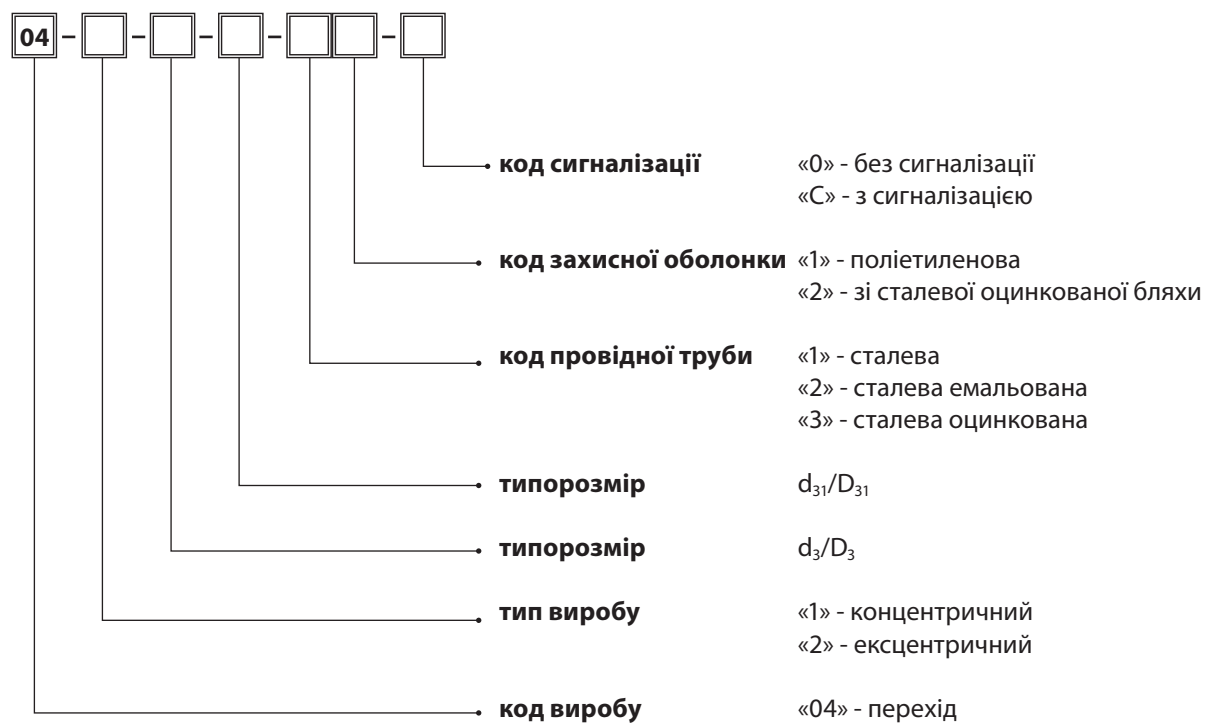 04 – – – – –
код сигналізації «0» - без сигналізації
«С» - з сигналізацією
код захисної оболонки «1» - поліетиленова
«2» - зі сталевої оцинкованої бляхи
код провідної труби «1» - сталева
«2» - сталева емальована
«3» - сталева оцинкована
типорозмір d₃₁/D₃₁
типорозмір d₃/D₃
тип виробу «1» - концентричний
«2» - ексцентричний
код виробу «04» - перехід